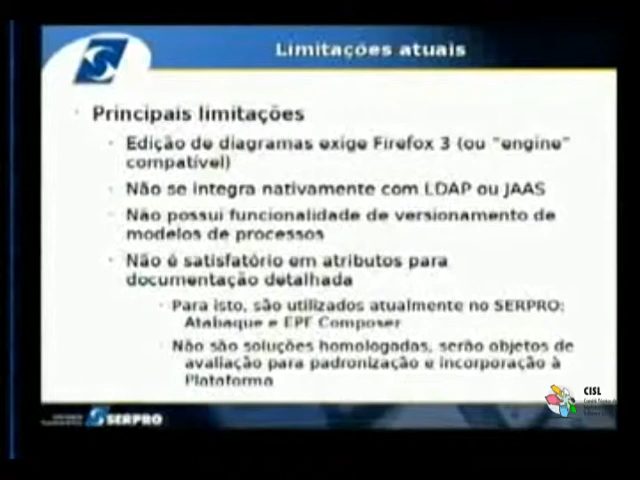 Limitações atuais
Principais limitações
Edição de diagramas exige Firefox 3 (ou "engine"
compatível)
Não se integra nativamente com LDAP ou JAAS
Não possui funcionalidade de versionamento de
modelos de processos
Não é satisfatório em atributos para
documentação detalhada
Para isto, são utilizados atualmente no SERPRO:
Atabaque e EPF Composer
Não são soluções homologadas, serão objetos de
avaliação para padronização e incorporação à
Plataforma
CISL
SERPRO